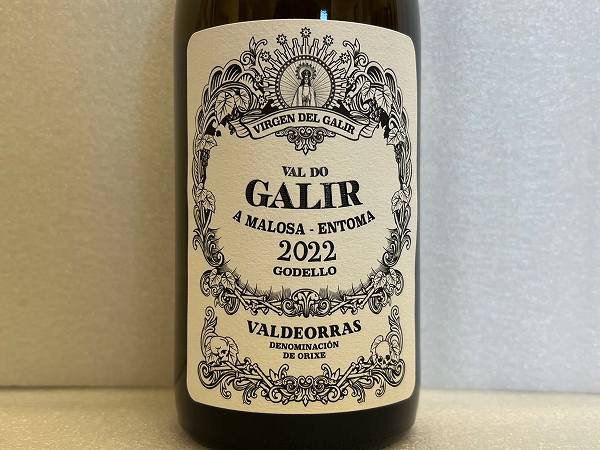 VIRGEN DEL GALIR
VAL DO
GALIR
A MALOSA - ENTOMA
2022
GODELLO
VALDEORRAS
DENOMINACIÓN
DE ORIXE